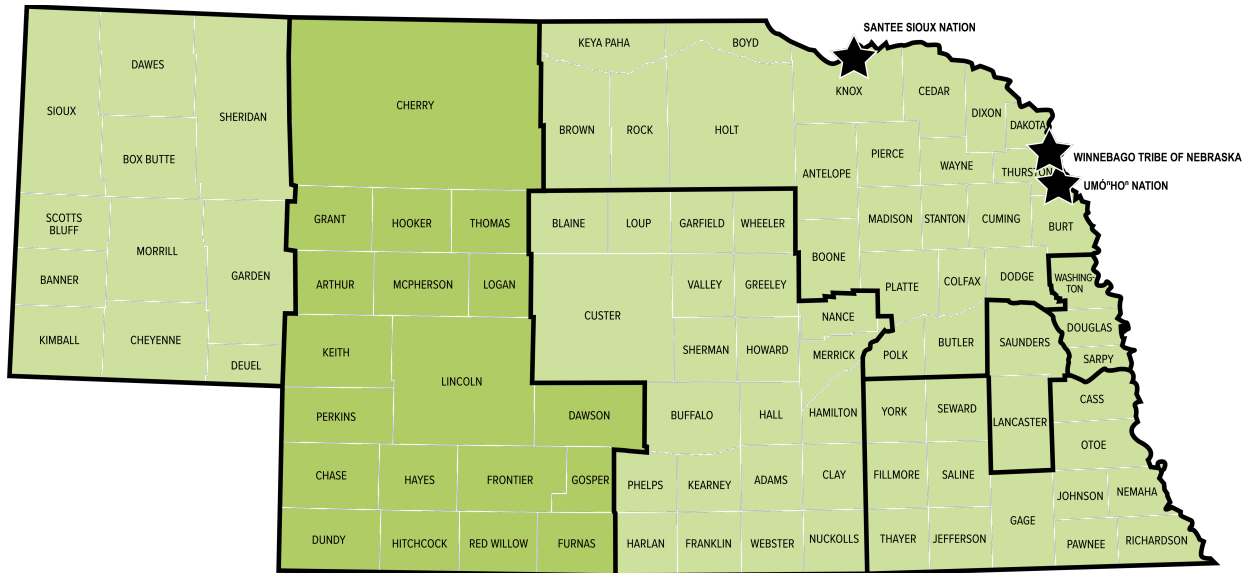 SANTEE SIOUX NATION
KEYA PAHA
BOYD
DAWES
KNOX
CEDAR
CHERRY
SIOUX
SHERIDAN
DIXON
DAKOTA
BROWN
ROCK
HOLT
BOX BUTTE
PIERCE
WINNEBAGO TRIBE OF NEBRASKA
WAYNE
THURSTON
ANTELOPE
UMÓⁿHOⁿ NATION
SCOTTS
BLUFF
GRANT
HOOKER
THOMAS
BLAINE
LOUP
GARFIELD
WHEELER
MADISON
STANTON
CUMING
BURT
MORRILL
BOONE
BANNER
GARDEN
ARTHUR
MCPHERSON
LOGAN
VALLEY
GREELEY
PLATTE
COLFAX
DODGE
WASHING-
TON
CUSTER
NANCE
DOUGLAS
KIMBALL
CHEYENNE
KEITH
SHERMAN
HOWARD
MERRICK
POLK
BUTLER
SAUNDERS
SARPY
DEUEL
LINCOLN
PERKINS
DAWSON
BUFFALO
HALL
HAMILTON
YORK
SEWARD
LANCASTER
CASS
OTOE
CHASE
HAYES
FRONTIER
GOSPER
PHELPS
KEARNEY
ADAMS
CLAY
FILLMORE
SALINE
JOHNSON
NEMAHA
GAGE
DUNDY
HITCHCOCK
RED WILLOW
FURNAS
HARLAN
FRANKLIN
WEBSTER
NUCKOLLS
THAYER
JEFFERSON
PAWNEE
RICHARDSON